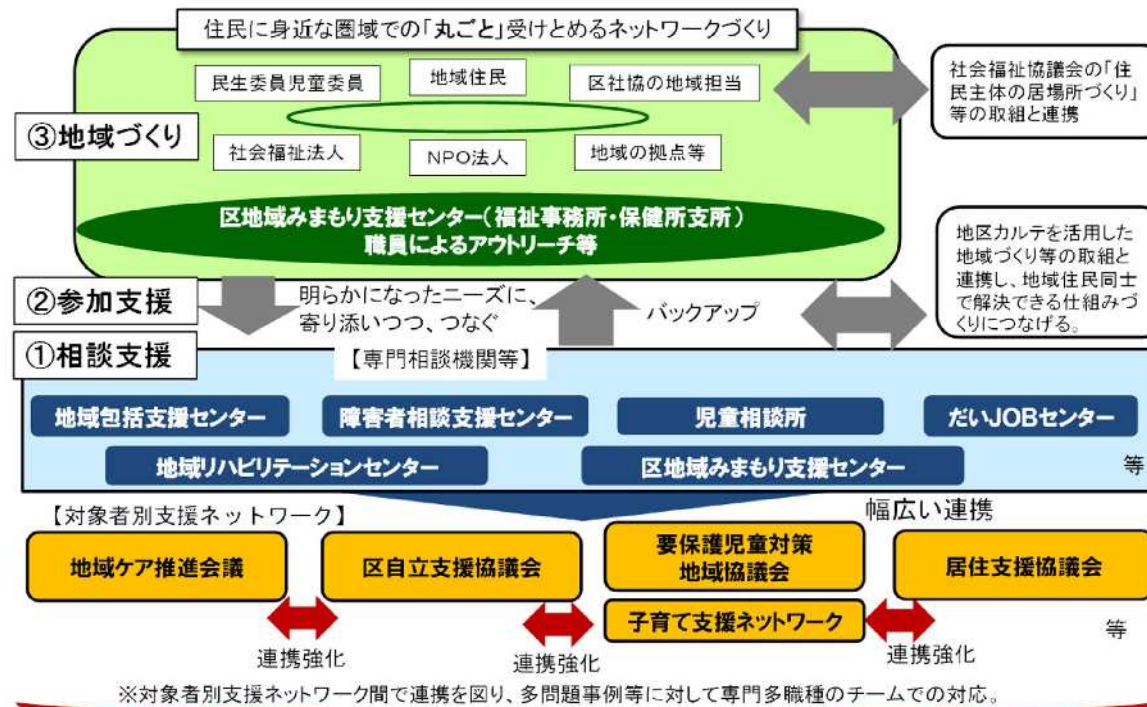 住民に身近な圏域での「丸ごと」受けとめるネットワークづくり
民生委員児童委員
地域住民
区社協の地域担当
社会福祉協議会の「住
民主体の居場所づくり」
等の取組と連携
③地域づくり
社会福祉法人
NPO法人
地域の拠点等
区地域みまもり支援センター(福祉事務所・保健所支所)
職員によるアウトリーチ等
地区カルテを活用した
地域づくり等の取組と
連携し、地域住民同士
で解決できる仕組みづ
くりにつなげる。
②参加支援
明らかになったニーズに、
寄り添いつつ、つなぐ
バックアップ
①相談支援
【専門相談機関等】
地域包括支援センター
障害者相談支援センター
児童相談所
だいJOBセンター
地域リハビリテーションセンター
区地域みまもり支援センター
等
【対象者別支援ネットワーク】
幅広い連携
地域ケア推進会議
区自立支援協議会
要保護児童対策
地域協議会
居住支援協議会
子育て支援ネットワーク
等
連携強化
連携強化
連携強化
※対象者別支援ネットワーク間で連携を図り、多問題事例等に対して専門多職種のチームでの対応。